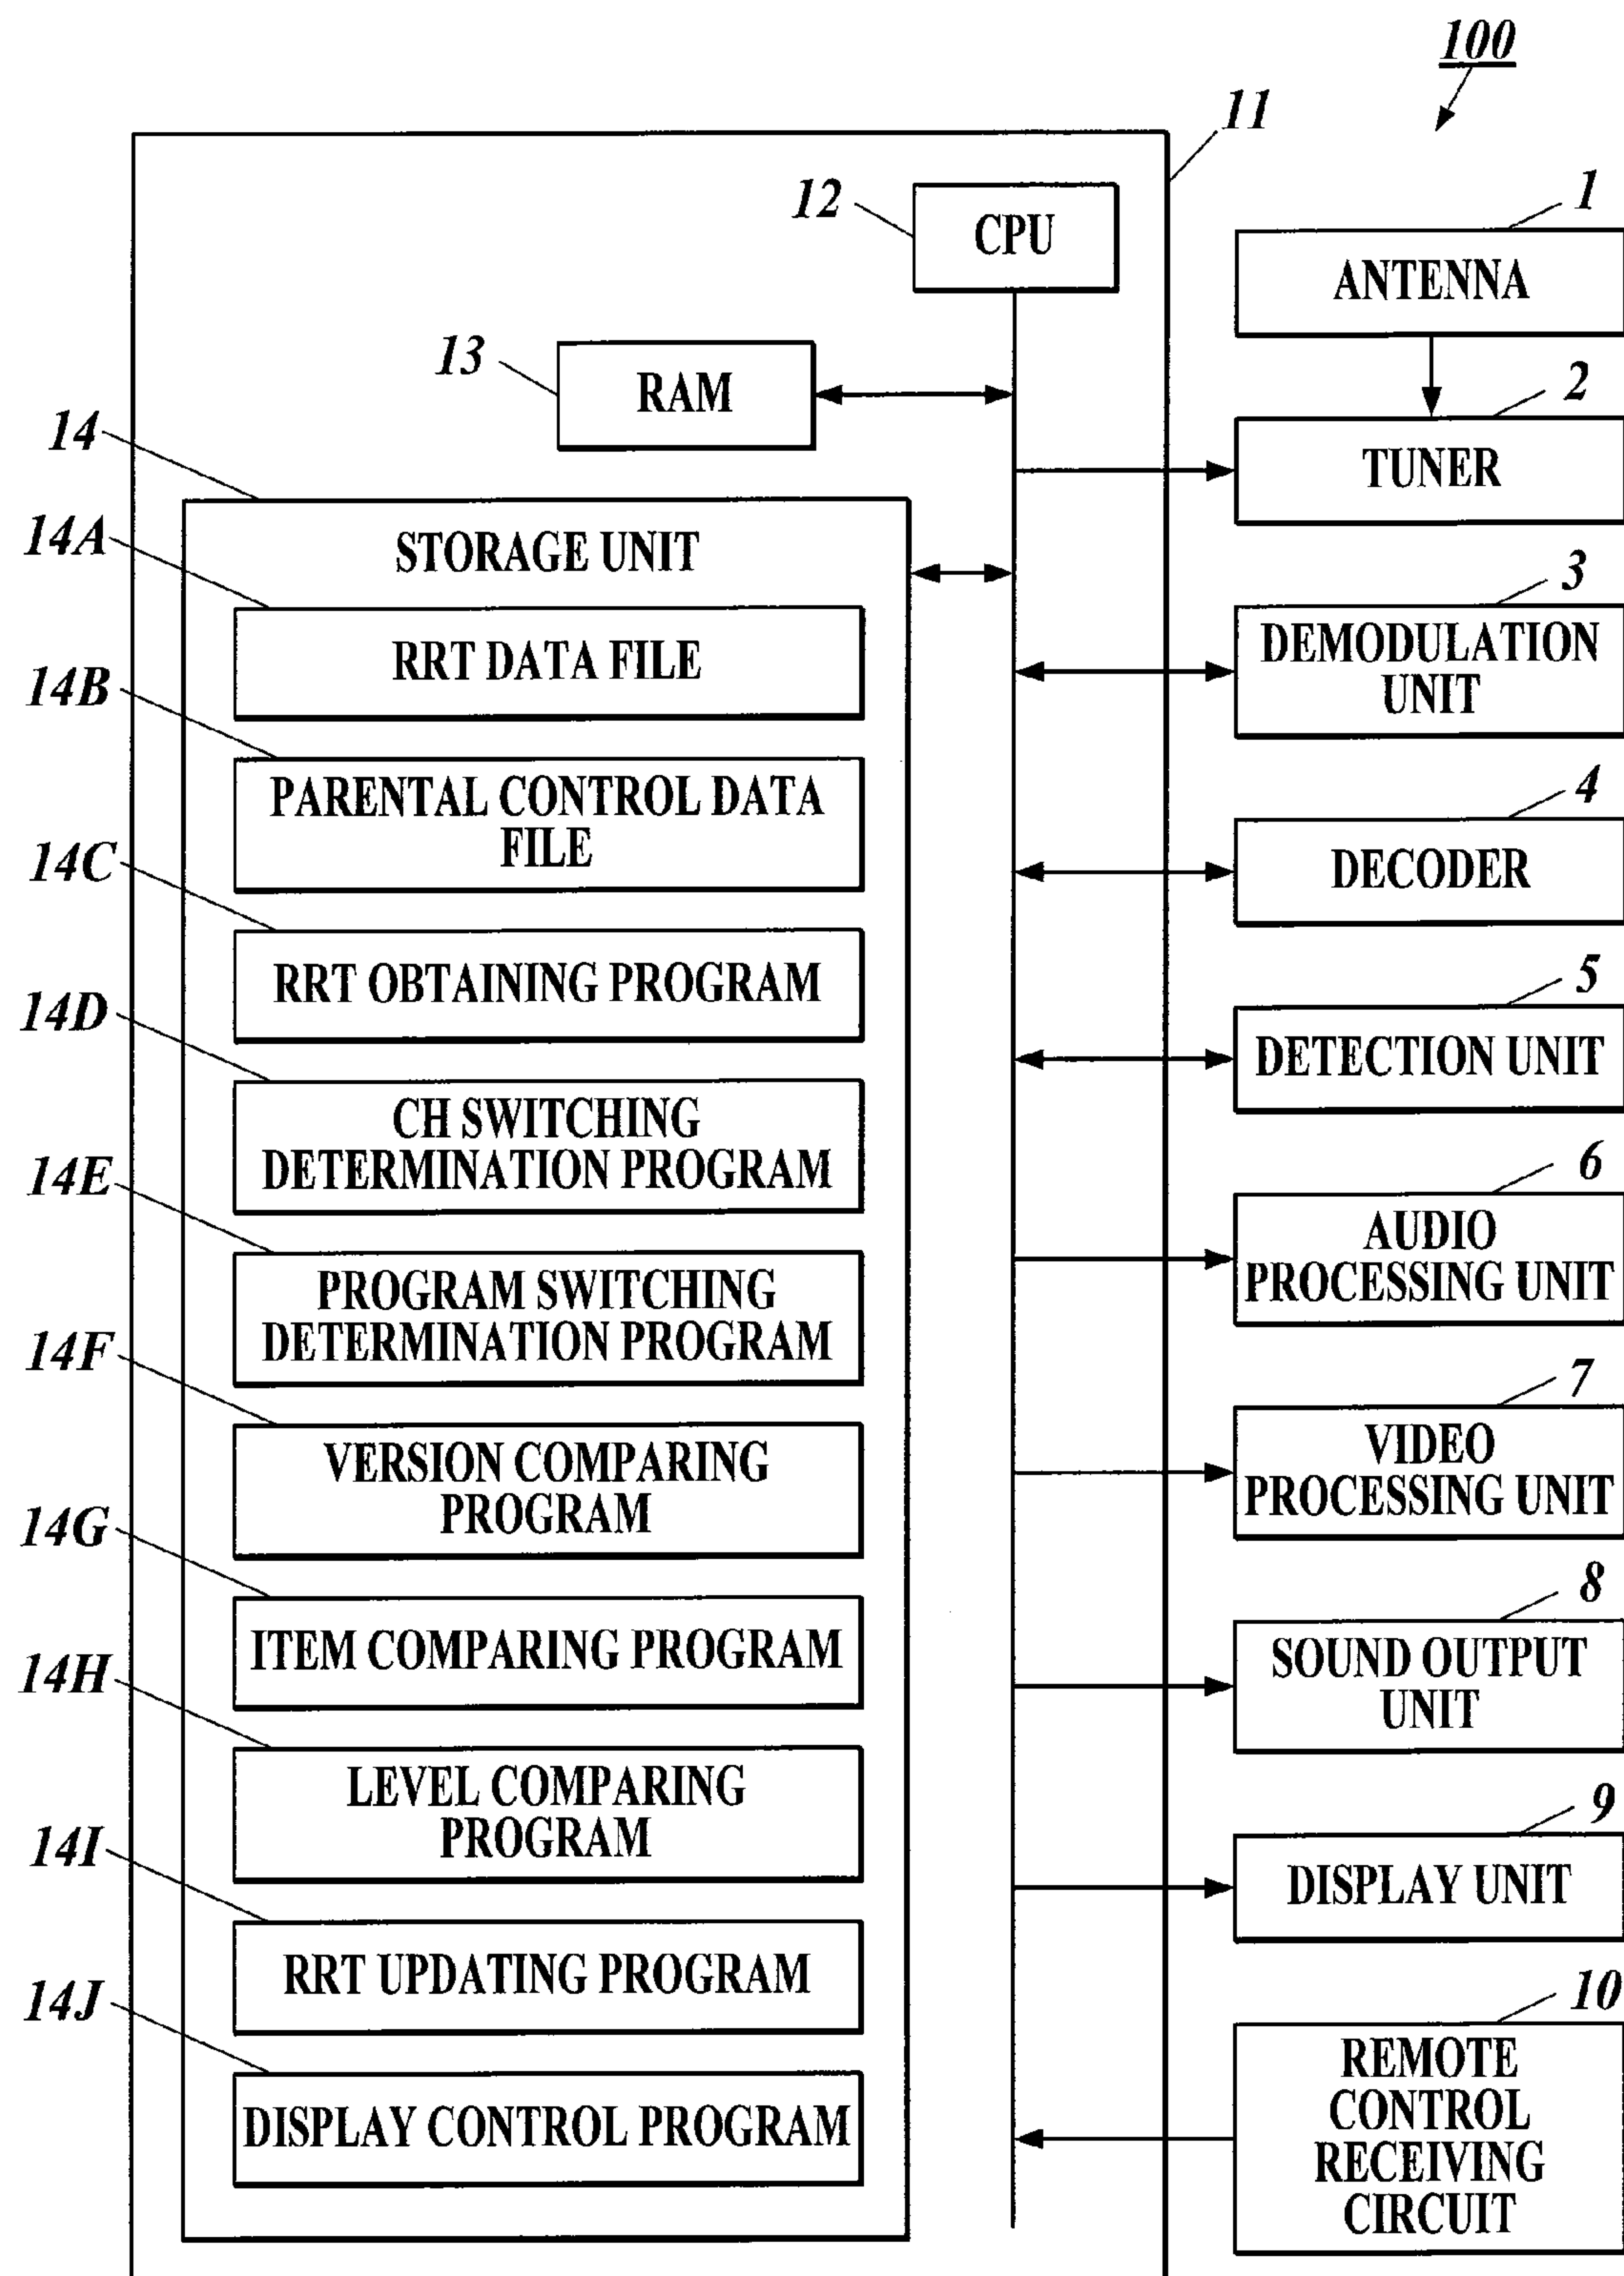 100
11
12
CPU
1
ANTENNA
13
RAM
2
TUNER
14
STORAGE UNIT
14A
RRT DATA FILE
14B
PARENTAL CONTROL DATA
FILE
14C
RRT OBTAINING PROGRAM
14D
CH SWITCHING
DETERMINATION PROGRAM
14E
PROGRAM SWITCHING
DETERMINATION PROGRAM
14F
VERSION COMPARING
PROGRAM
14G
ITEM COMPARING PROGRAM
14H
LEVEL COMPARING
PROGRAM
14I
RRT UPDATING PROGRAM
14J
DISPLAY CONTROL PROGRAM
3
DEMODULATION
UNIT
4
DECODER
5
DETECTION UNIT
6
AUDIO
PROCESSING UNIT
7
VIDEO
PROCESSING UNIT
8
SOUND OUTPUT
UNIT
9
DISPLAY UNIT
10
REMOTE
CONTROL
RECEIVING
CIRCUIT